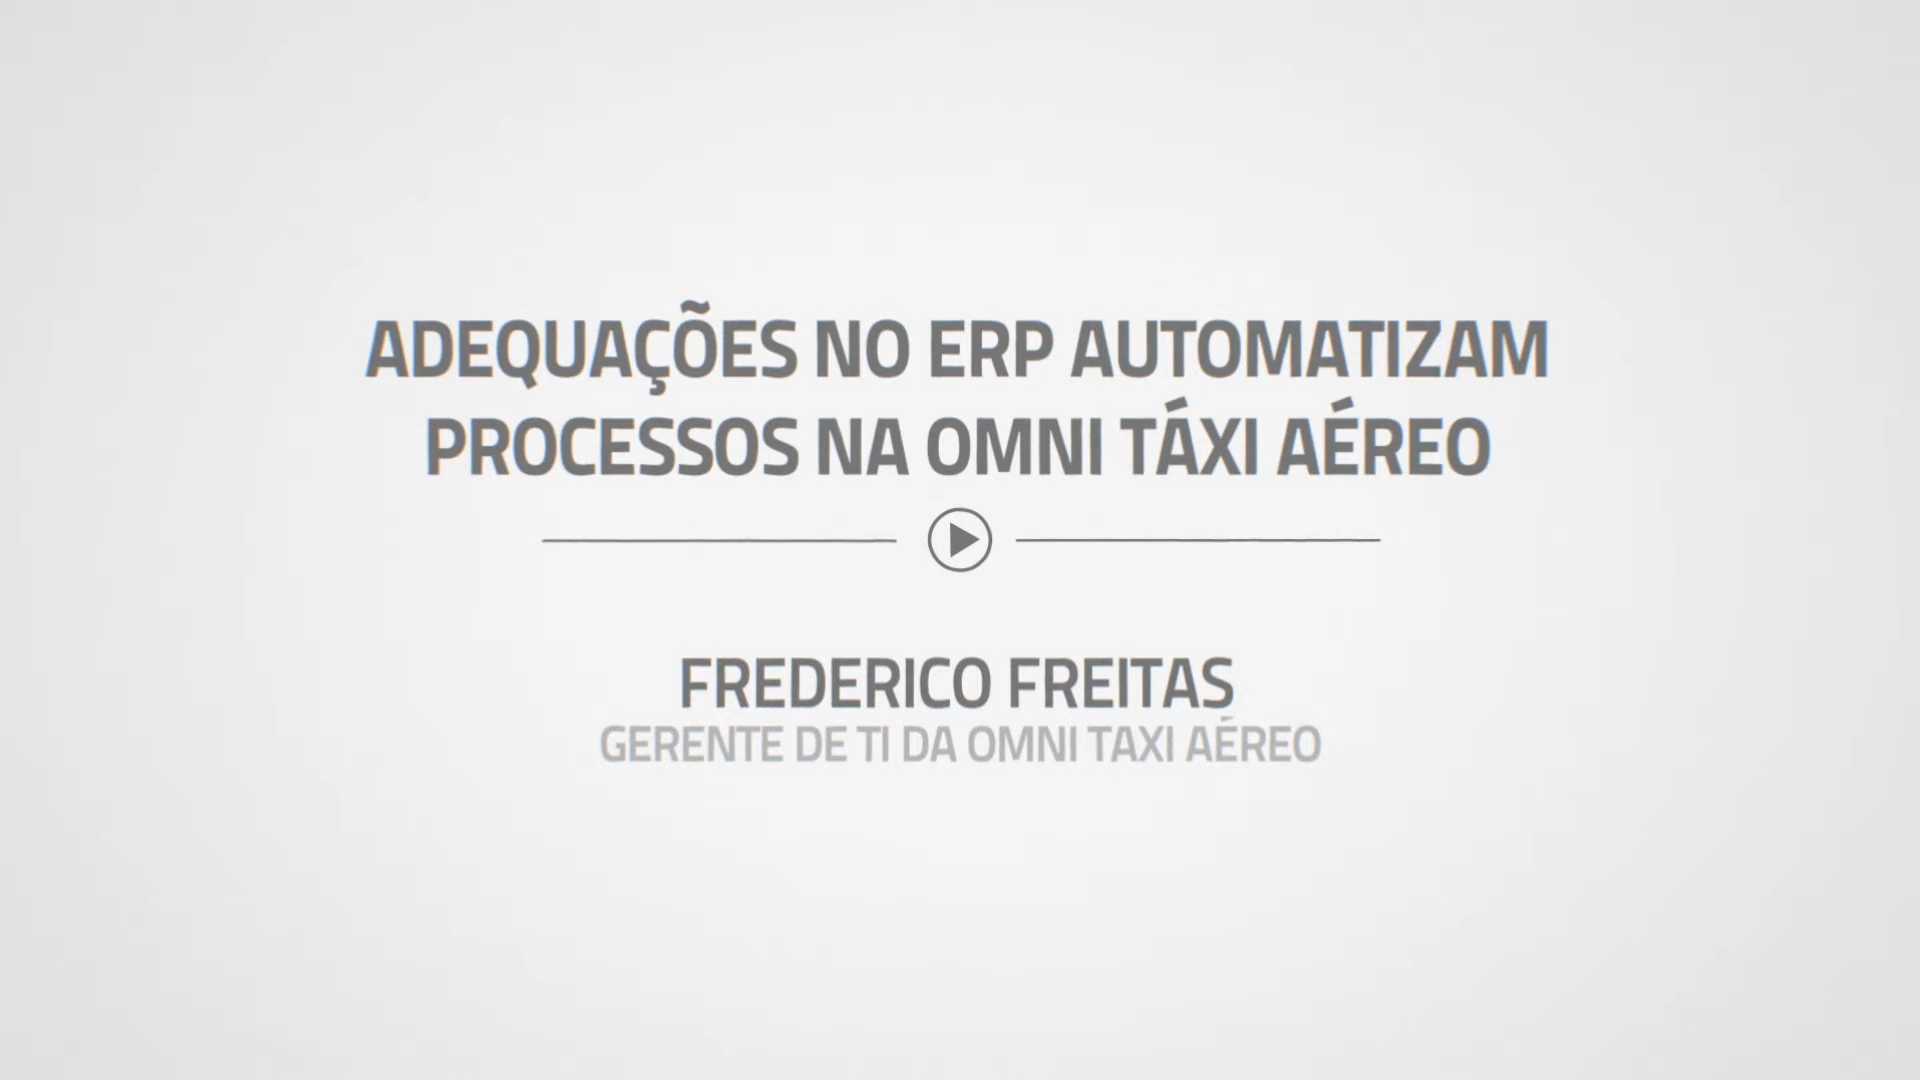 ADEQUAÇÕES NO ERP AUTOMATIZAM
PROCESSOS NA OMNI TÁXI AÉREO
FREDERICO FREITAS
GERENTE DE TI DA OMNI TAXI AÉREO